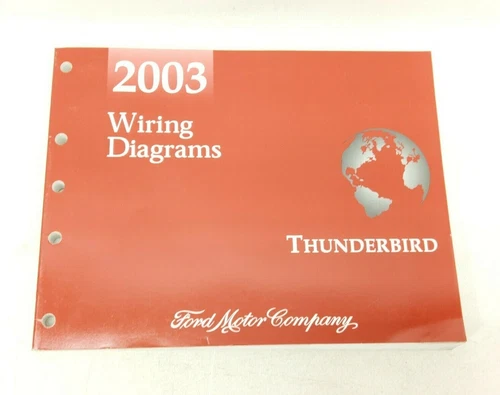 2003
Wiring
Diagrams
THUNDERBIRD
Ford Motor Company